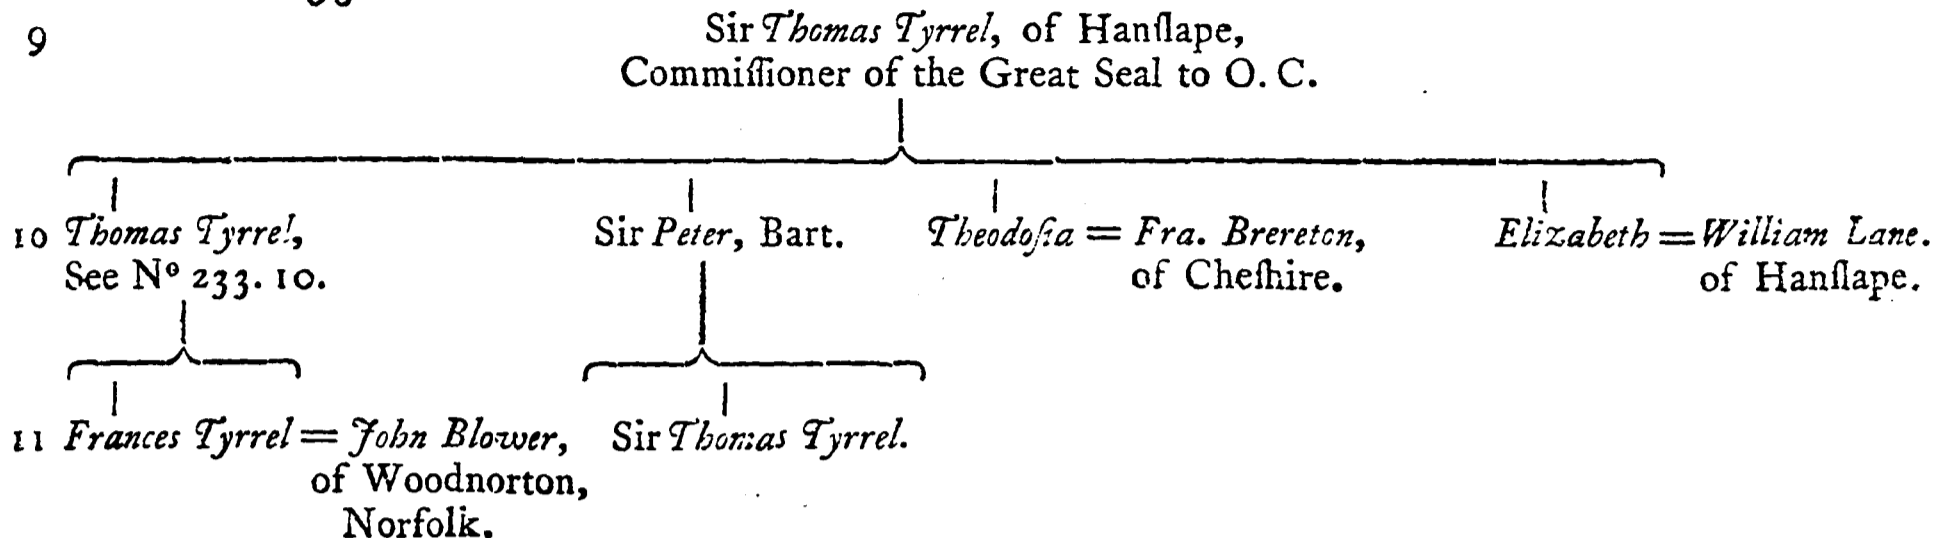 9
Sir Thomas Tyrrel, of Hanſlape,
Commiſſioner of the Great Seal to O. C.
10 Thomas Tyrrel, Sir Peter, Bart. Theodoſia = Fra. Brereton, Elizabeth = William Lane.
See Nº 233. 10. of Cheſhire. of Hanſlape.
11 Frances Tyrrel = John Blower, Sir Thomas Tyrrel.
of Woodnorton,
Norfolk.